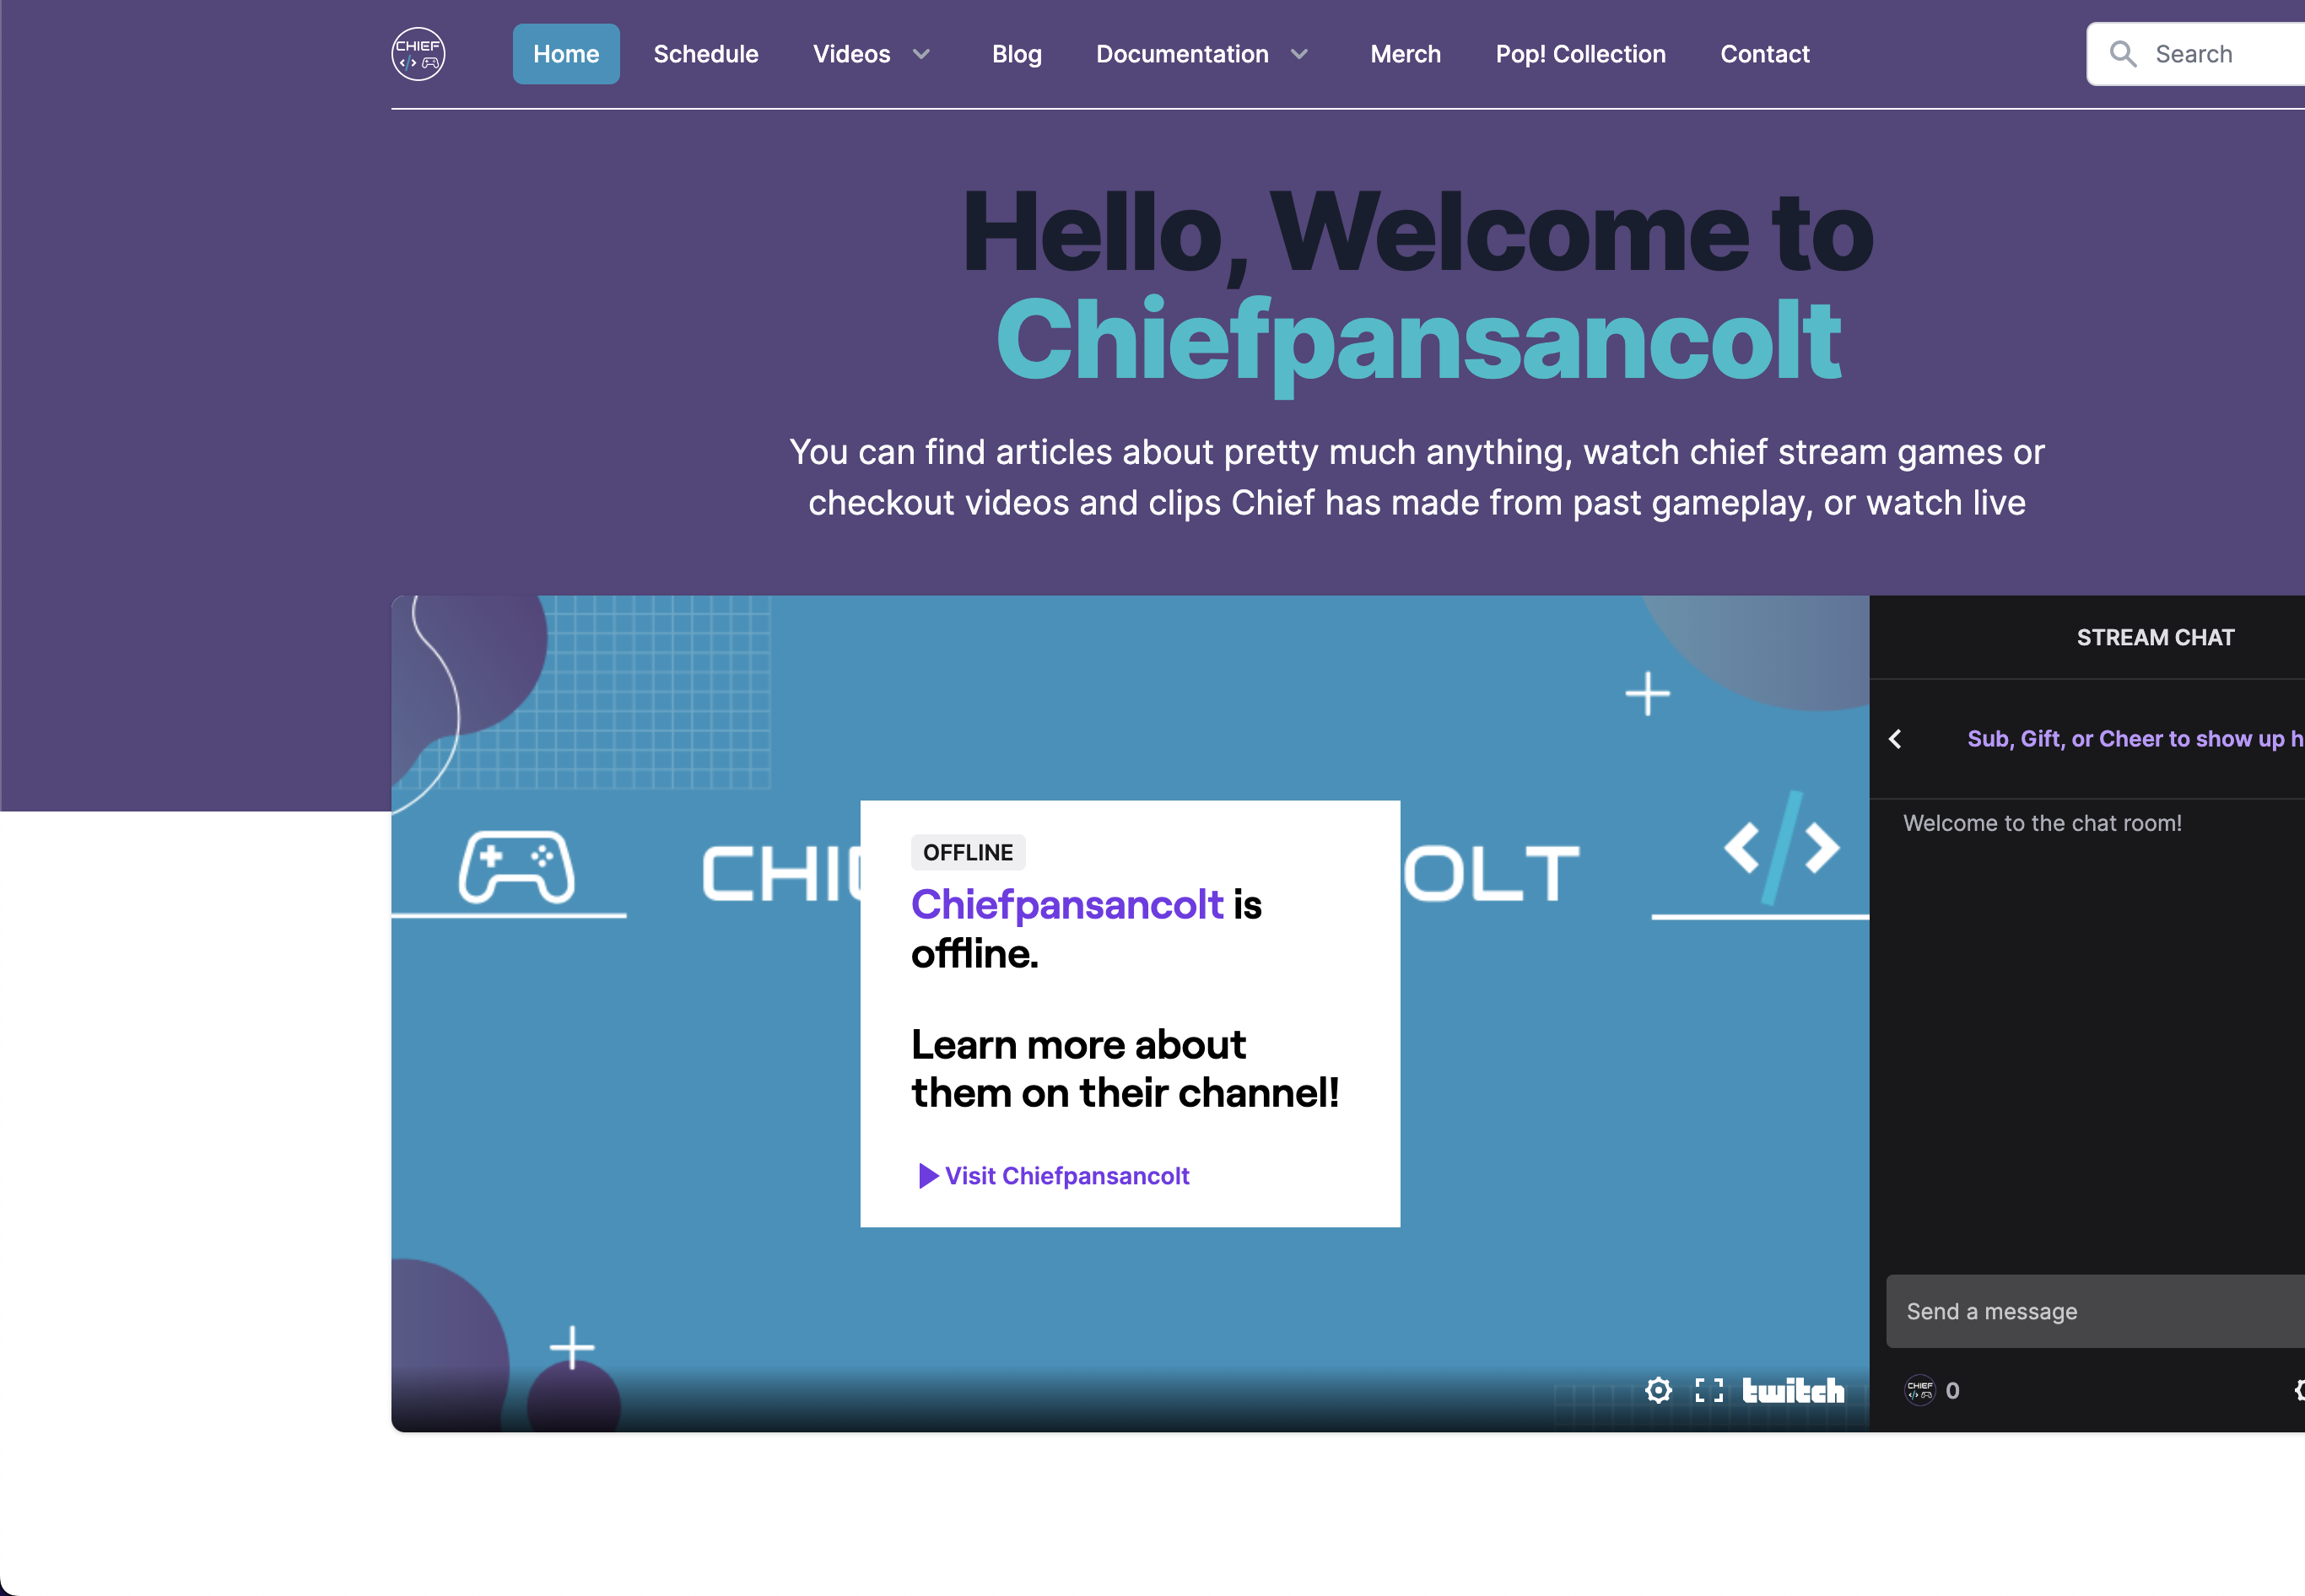 CHIEF
Home
Schedule
Videos
Blog
Documentation
Merch
Pop! Collection
Contact
Search
Hello, Welcome to
Chiefpansancolt
You can find articles about pretty much anything, watch chief stream games or
checkout videos and clips Chief has made from past gameplay, or watch live
OFFLINE
Chiefpansancolt is
offline.
Learn more about
them on their channel!
Visit Chiefpansancolt
twitch
STREAM CHAT
Sub, Gift, or Cheer to show up
Welcome to the chat room!
Send a message
CHIEF
0